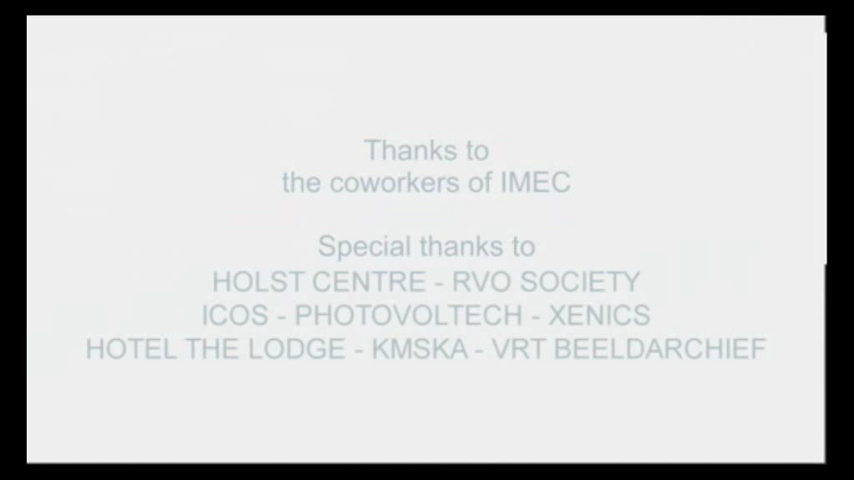 Thanks to
the coworkers of IMEC
Special thanks to
HOLST CENTRE - RVO SOCIETY
ICOS - PHOTOVOLTECH - XENICS
HOTEL THE LODGE - KMSKA - VRT BEELDARCHIEF